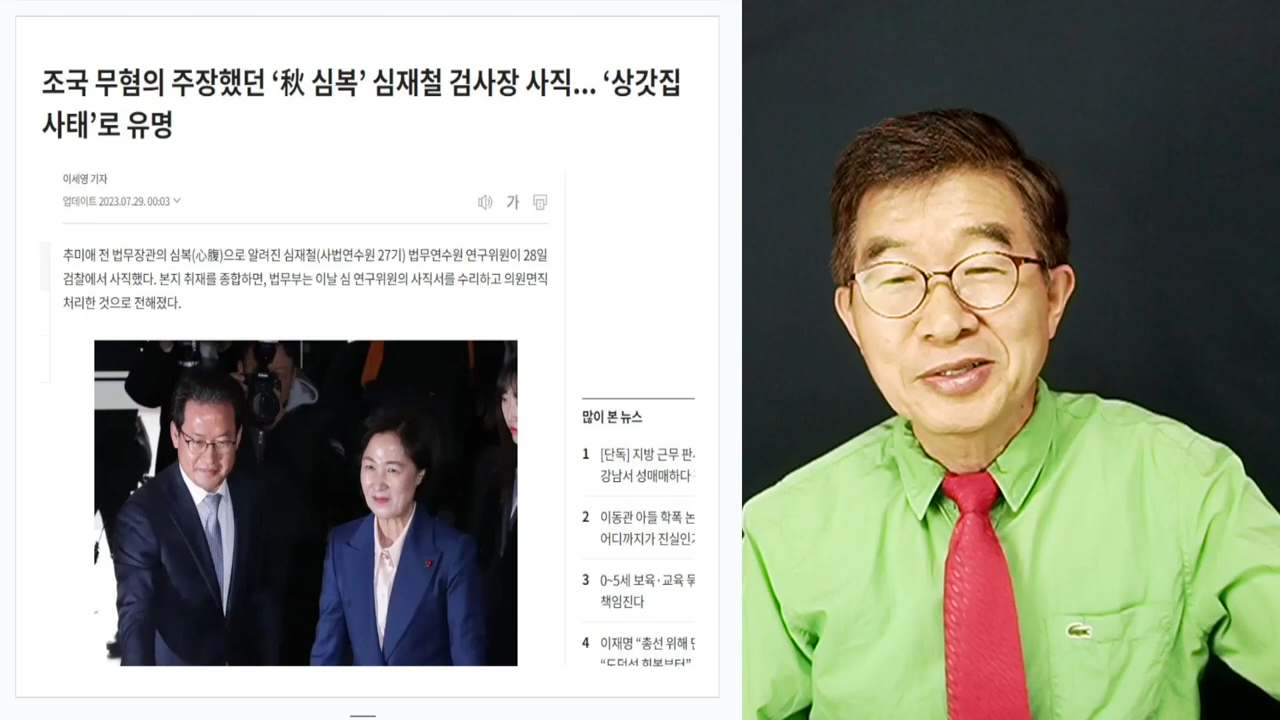 조국 무혐의 주장했던 ‘秋 심복’ 심재철 검사장 사직... ‘상갓집
사태’로 유명
이세영 기자
업데이트 2023.07.29. 00:03
가
추미애 전 법무장관의 심복(心腹)으로 알려진 심재철(사법연수원 27기) 법무연수원 연구위원이 28일
검찰에서 사직했다. 본지 취재를 종합하면, 법무부는 이날 심 연구위원의 사직서를 수리하고 의원면직
처리한 것으로 전해졌다.
많이 본 뉴스
1 [단독] 지방 근무 판
강남서 성매매하다
2 이동관 아들 학폭 논
어디까지가 진실인
3 0~5세 보육·교육
책임진다
4 이재명 “총선 위해
“도덕성 회복부터”